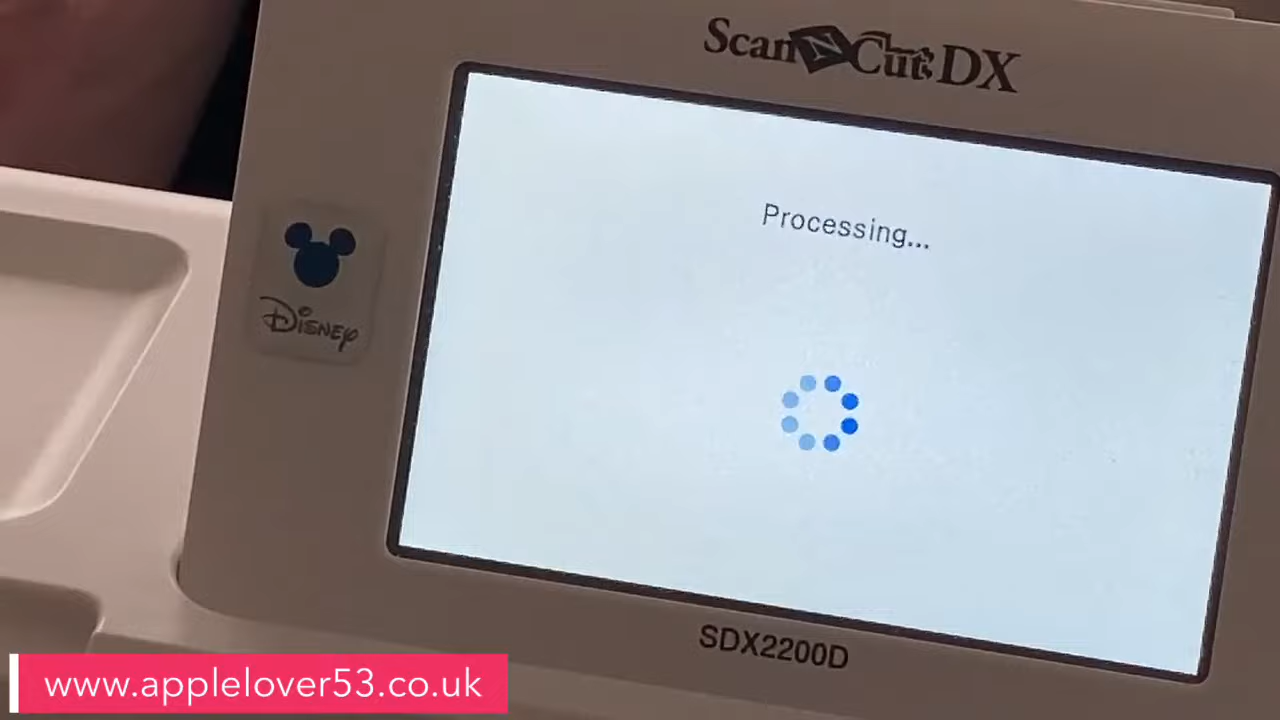 ScanNCut DX
Processing...
Disney
SDX2200D
www.applelover53.co.uk